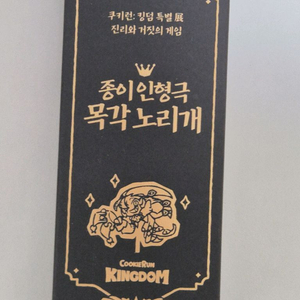 쿠키런: 킹덤 특별 展
진리와 거짓의 게임
종이 인형극
목각 노리개
COOKIERUN
KINGDOM